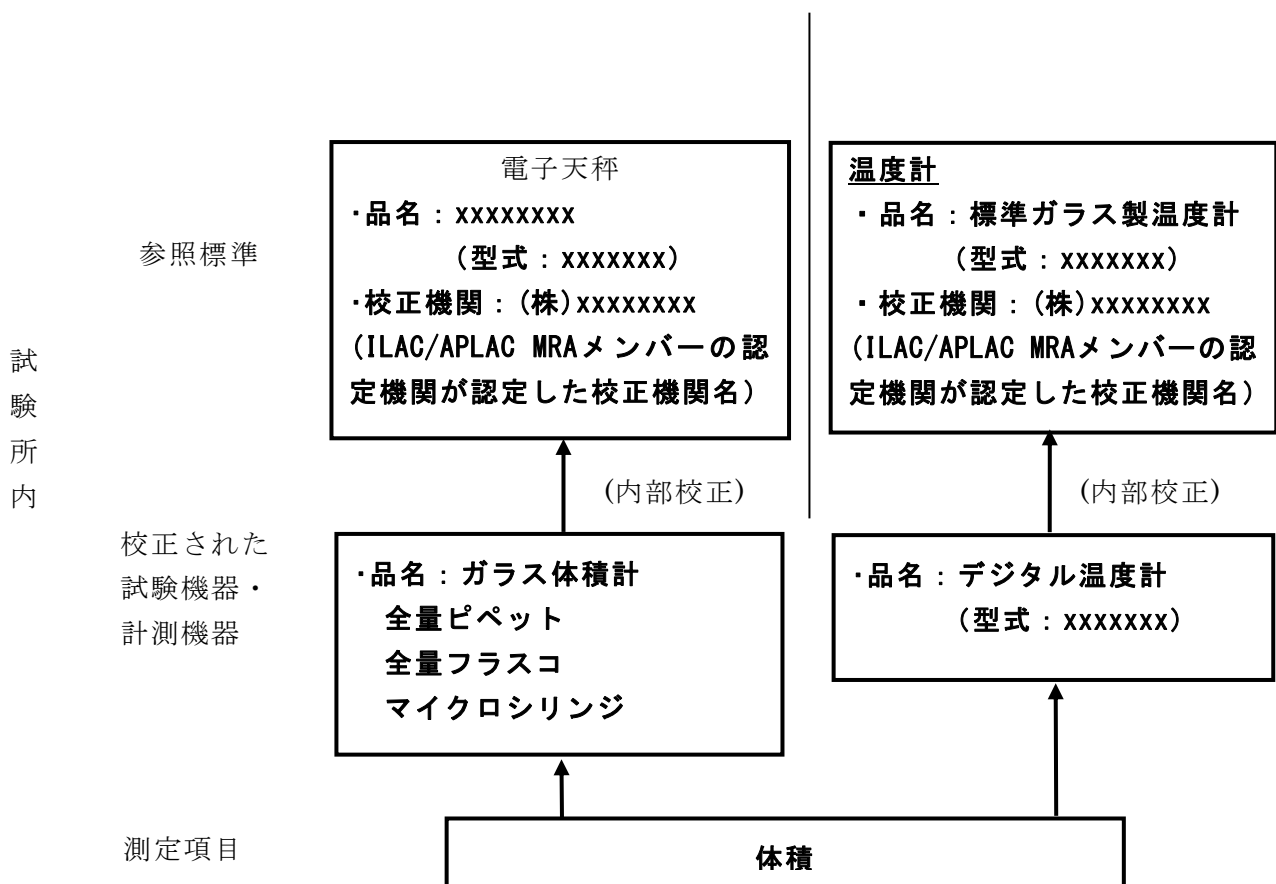 試験所内
参照標準
電子天秤
・品名：xxxxxxxx
（型式：xxxxxxx）
・校正機関：(株)xxxxxxxx
(ILAC/APLAC MRAメンバーの認
定機関が認定した校正機関名)
温度計
・品名：標準ガラス製温度計
（型式：xxxxxxx）
・校正機関：(株)xxxxxxxx
(ILAC/APLAC MRAメンバーの認
定機関が認定した校正機関名)
(内部校正)
(内部校正)
校正された
試験機器・
計測機器
・品名：ガラス体積計
全量ピペット
全量フラスコ
マイクロシリンジ
・品名：デジタル温度計
（型式：xxxxxxx）
測定項目
体積